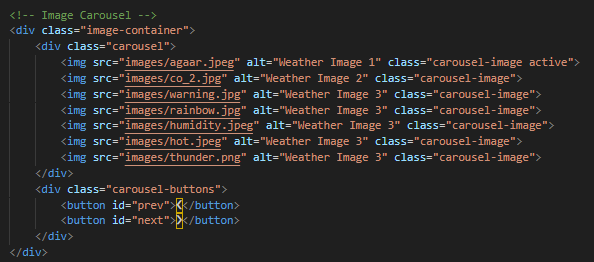 <!-- Image Carousel -->
<div class="image-container">
<div class="carousel">
<img src="images/agaar.jpeg" alt="Weather Image 1" class="carousel-image active">
<img src="images/co_2.jpg" alt="Weather Image 2" class="carousel-image">
<img src="images/warning.jpg" alt="Weather Image 3" class="carousel-image">
<img src="images/rainbow.jpg" alt="Weather Image 3" class="carousel-image">
<img src="images/humidity.jpeg" alt="Weather Image 3" class="carousel-image">
<img src="images/hot.jpeg" alt="Weather Image 3" class="carousel-image">
<img src="images/thunder.png" alt="Weather Image 3" class="carousel-image">
</div>
<div class="carousel-buttons">
<button id="prev">❮</button>
<button id="next">❯</button>
</div>
</div>